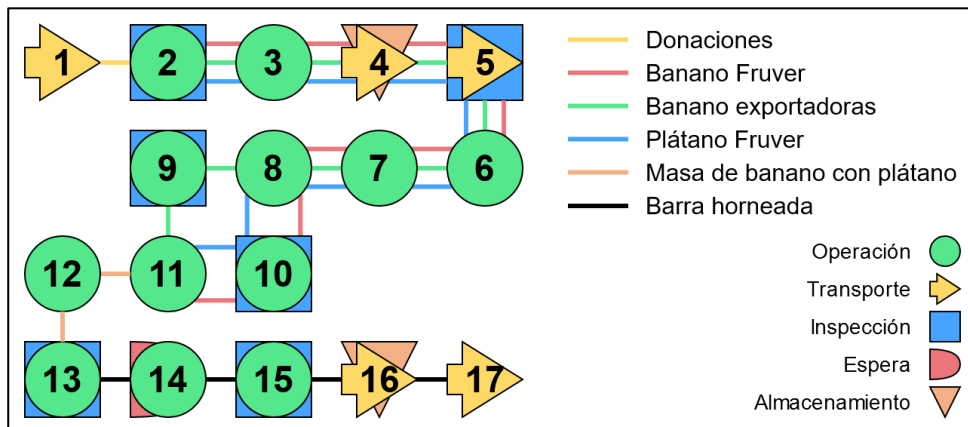 1 2 3 4 5
9 8 7 6
12 11 10
13 14 15 16 17
Donaciones
Banano Fruver
Banano exportadoras
Plátano Fruver
Masa de banano con plátano
Barra horneada
Operación
Transporte
Inspección
Espera
Almacenamiento